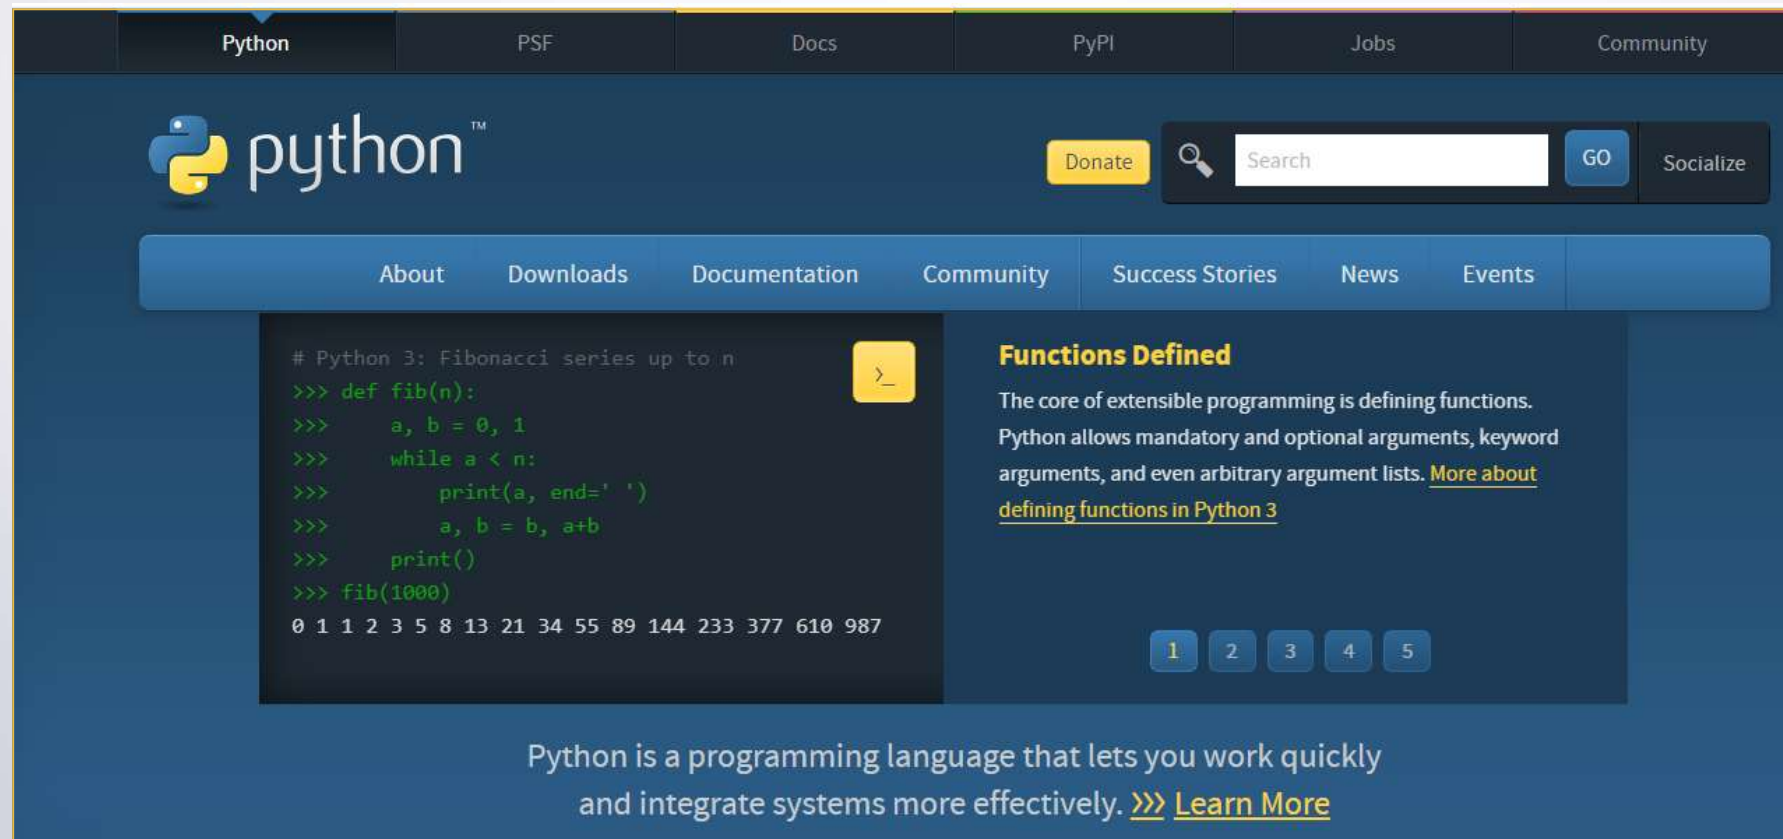 Python PSF Docs PyPI Jobs Community
python™
Donate Search GO Socialize
About Downloads Documentation Community Success Stories News Events
# Python 3: Fibonacci series up to n
>>> def fib(n):
>>>     a, b = 0, 1
>>>     while a < n:
>>>         print(a, end=' ')
>>>         a, b = b, a+b
>>>     print()
>>> fib(1000)
0 1 1 2 3 5 8 13 21 34 55 89 144 233 377 610 987
>_
Functions Defined
The core of extensible programming is defining functions.
Python allows mandatory and optional arguments, keyword
arguments, and even arbitrary argument lists. More about
defining functions in Python 3
1 2 3 4 5
Python is a programming language that lets you work quickly
and integrate systems more effectively. >>> Learn More